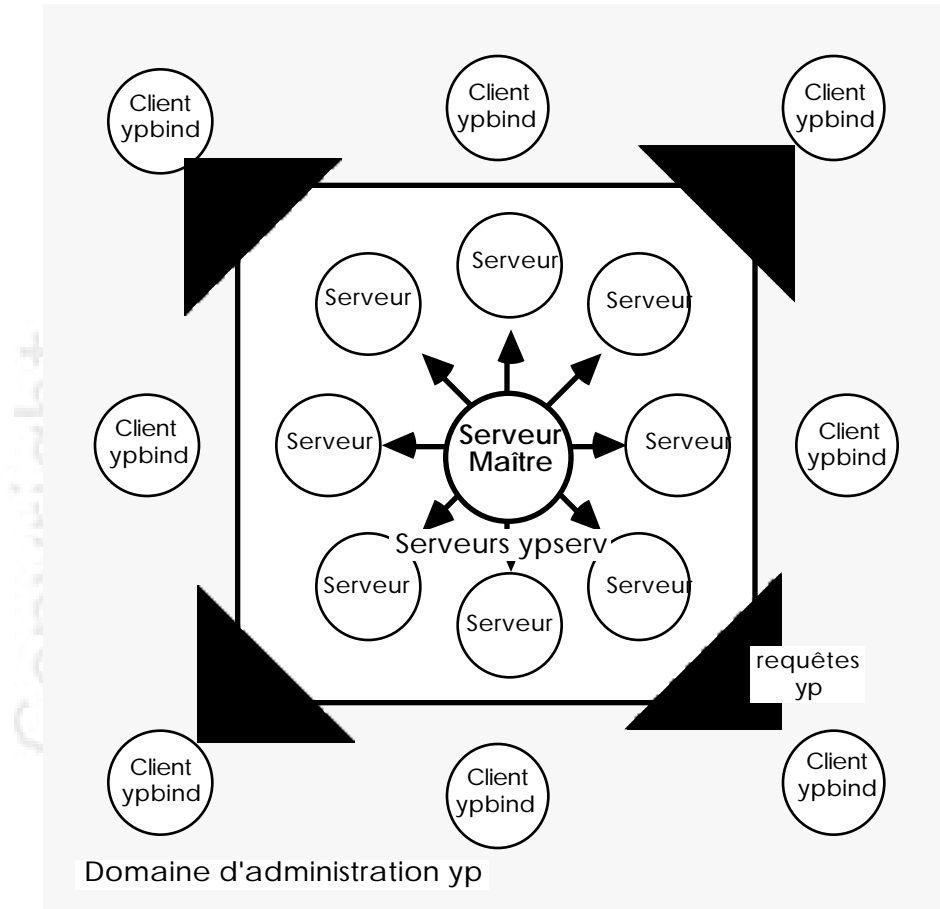 Client
ypbind
Client
ypbind
Client
ypbind
Serveur
Serveur
Serveur
Client
ypbind
Serveur
Serveur
Maître
Serveur
Client
ypbind
Serveurs ypserv
Serveur
Serveur
Serveur
requêtes
yp
Client
ypbind
Client
ypbind
Client
ypbind
Domaine d'administration yp